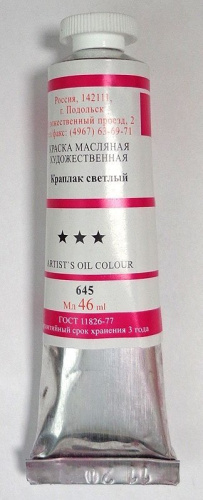 Россия, 142111,
г. Подольск
проезд, 2
факс: (4967) 63-69-71
КРАСКА МАСЛЯНАЯ
ХУДОЖЕСТВЕННАЯ
Краплак светлый
★★★
ARTIST'S OIL COLOUR
645
Мл 46 ml
ГОСТ 11826-77
срок хранения 3 года